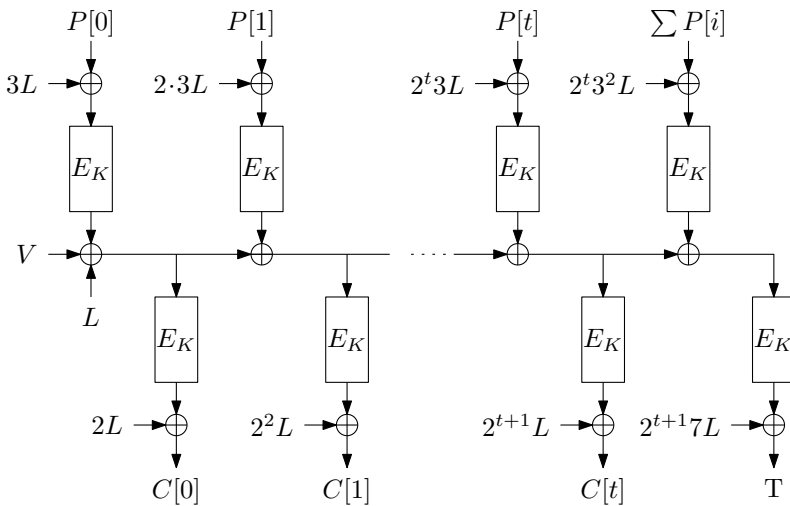 P[0] P[1] P[t] ∑ P[i]
3L 2·3L 2^t3L 2^t3^2L
E_K E_K E_K E_K
V
L
E_K E_K E_K E_K
2L 2^2L 2^{t+1}L 2^{t+1}7L
C[0] C[1] C[t] T